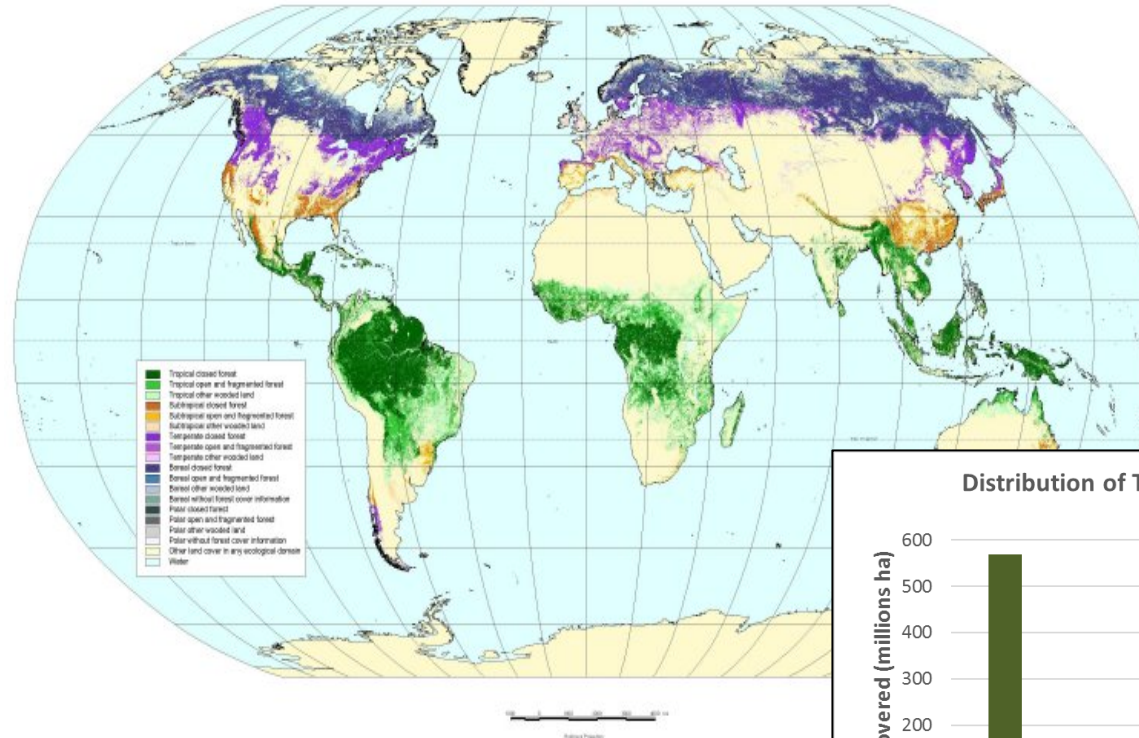 Tropical closed forest
Tropical open and fragmented forest
Tropical other wooded land
Subtropical closed forest
Subtropical open and fragmented forest
Subtropical other wooded land
Temperate closed forest
Temperate open and fragmented forest
Temperate other wooded land
Boreal closed forest
Boreal open and fragmented forest
Boreal other wooded land
Boreal without forest cover information
Polar closed forest
Polar open and fragmented forest
Polar other wooded land
Polar without forest cover information
Other land cover in any ecological domain
Water
Distribution of T
overed (millions ha)
600
500
400
300
200